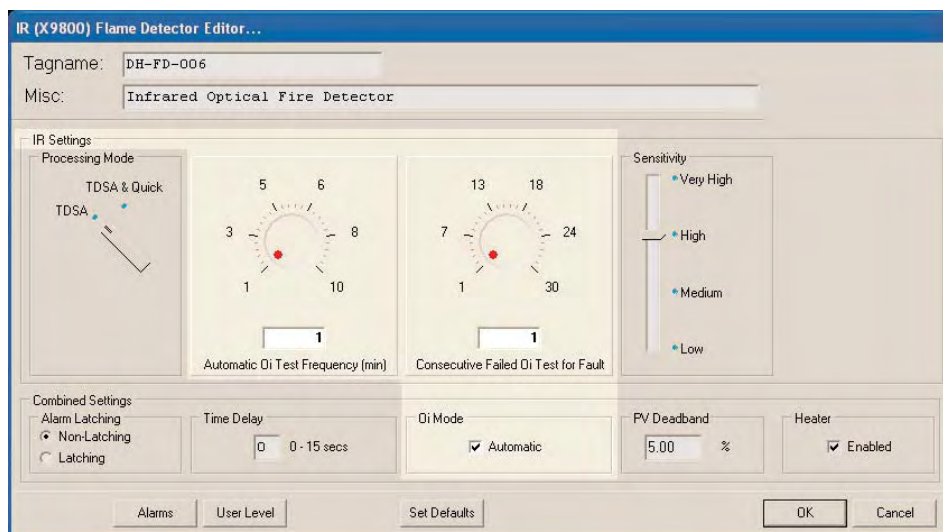 IR (X9800) Flame Detector Editor...
Tagname: DH-FD-006
Misc: Infrared Optical Fire Detector
IR Settings
Processing Mode
TDSA & Quick
TDSA
5 6
3 8
1 10
1
Automatic Oi Test Frequency (min)
13 18
7 24
1 30
1
Consecutive Failed Oi Test for Fault
Sensitivity
Very High
High
Medium
Low
Combined Settings
Alarm Latching
Non-Latching
Latching
Time Delay
0 0 - 15 secs
Oi Mode
Automatic
PV Deadband
5.00 %
Heater
Enabled
Alarms User Level Set Defaults OK Cancel